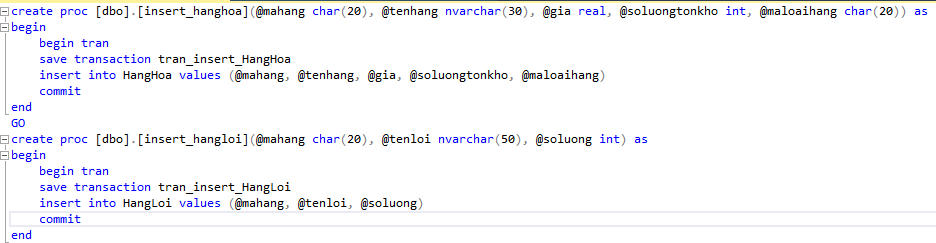 create proc [dbo].[insert_hanghoa](@mahang char(20), @tenhang nvarchar(30), @gia real, @soluongtonkho int, @maloaihang char(20)) as
begin
begin tran
save transaction tran_insert_HangHoa
insert into HangHoa values (@mahang, @tenhang, @gia, @soluongtonkho, @maloaihang)
commit
end
GO
create proc [dbo].[insert_hangloi](@mahang char(20), @tenloi nvarchar(50), @soluong int) as
begin
begin tran
save transaction tran_insert_HangLoi
insert into HangLoi values (@mahang, @tenloi, @soluong)
commit
end